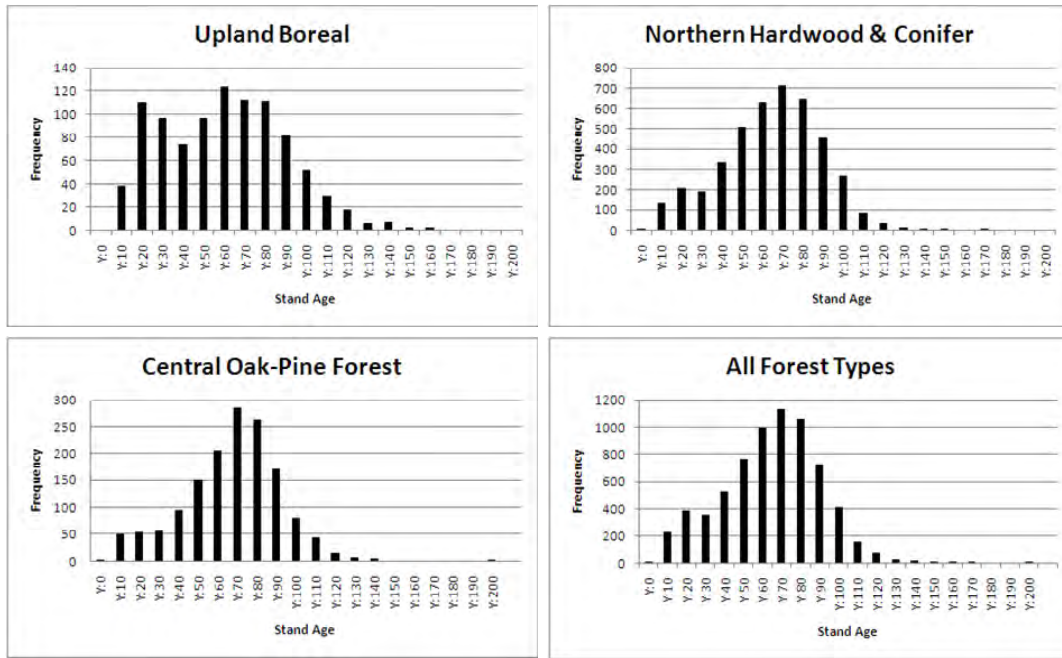 Upland Boreal
140
120
100
80
60
40
20
0
Frequency
Y:0 Y:10 Y:20 Y:30 Y:40 Y:50 Y:60 Y:70 Y:80 Y:90 Y:100 Y:110 Y:120 Y:130 Y:140 Y:150 Y:160 Y:170 Y:180 Y:190 Y:200
Stand Age
Northern Hardwood & Conifer
800
700
600
500
400
300
200
100
0
Frequency
Y:0 Y:10 Y:20 Y:30 Y:40 Y:50 Y:60 Y:70 Y:80 Y:90 Y:100 Y:110 Y:120 Y:130 Y:140 Y:150 Y:160 Y:170 Y:180 Y:190 Y:200
Stand Age
Central Oak-Pine Forest
300
250
200
150
100
50
0
Frequency
Y:0 Y:10 Y:20 Y:30 Y:40 Y:50 Y:60 Y:70 Y:80 Y:90 Y:100 Y:110 Y:120 Y:130 Y:140 Y:150 Y:160 Y:170 Y:180 Y:190 Y:200
Stand Age
All Forest Types
1200
1000
800
600
400
200
0
Frequency
Y:0 Y:10 Y:20 Y:30 Y:40 Y:50 Y:60 Y:70 Y:80 Y:90 Y:100 Y:110 Y:120 Y:130 Y:140 Y:150 Y:160 Y:170 Y:180 Y:190 Y:200
Stand Age